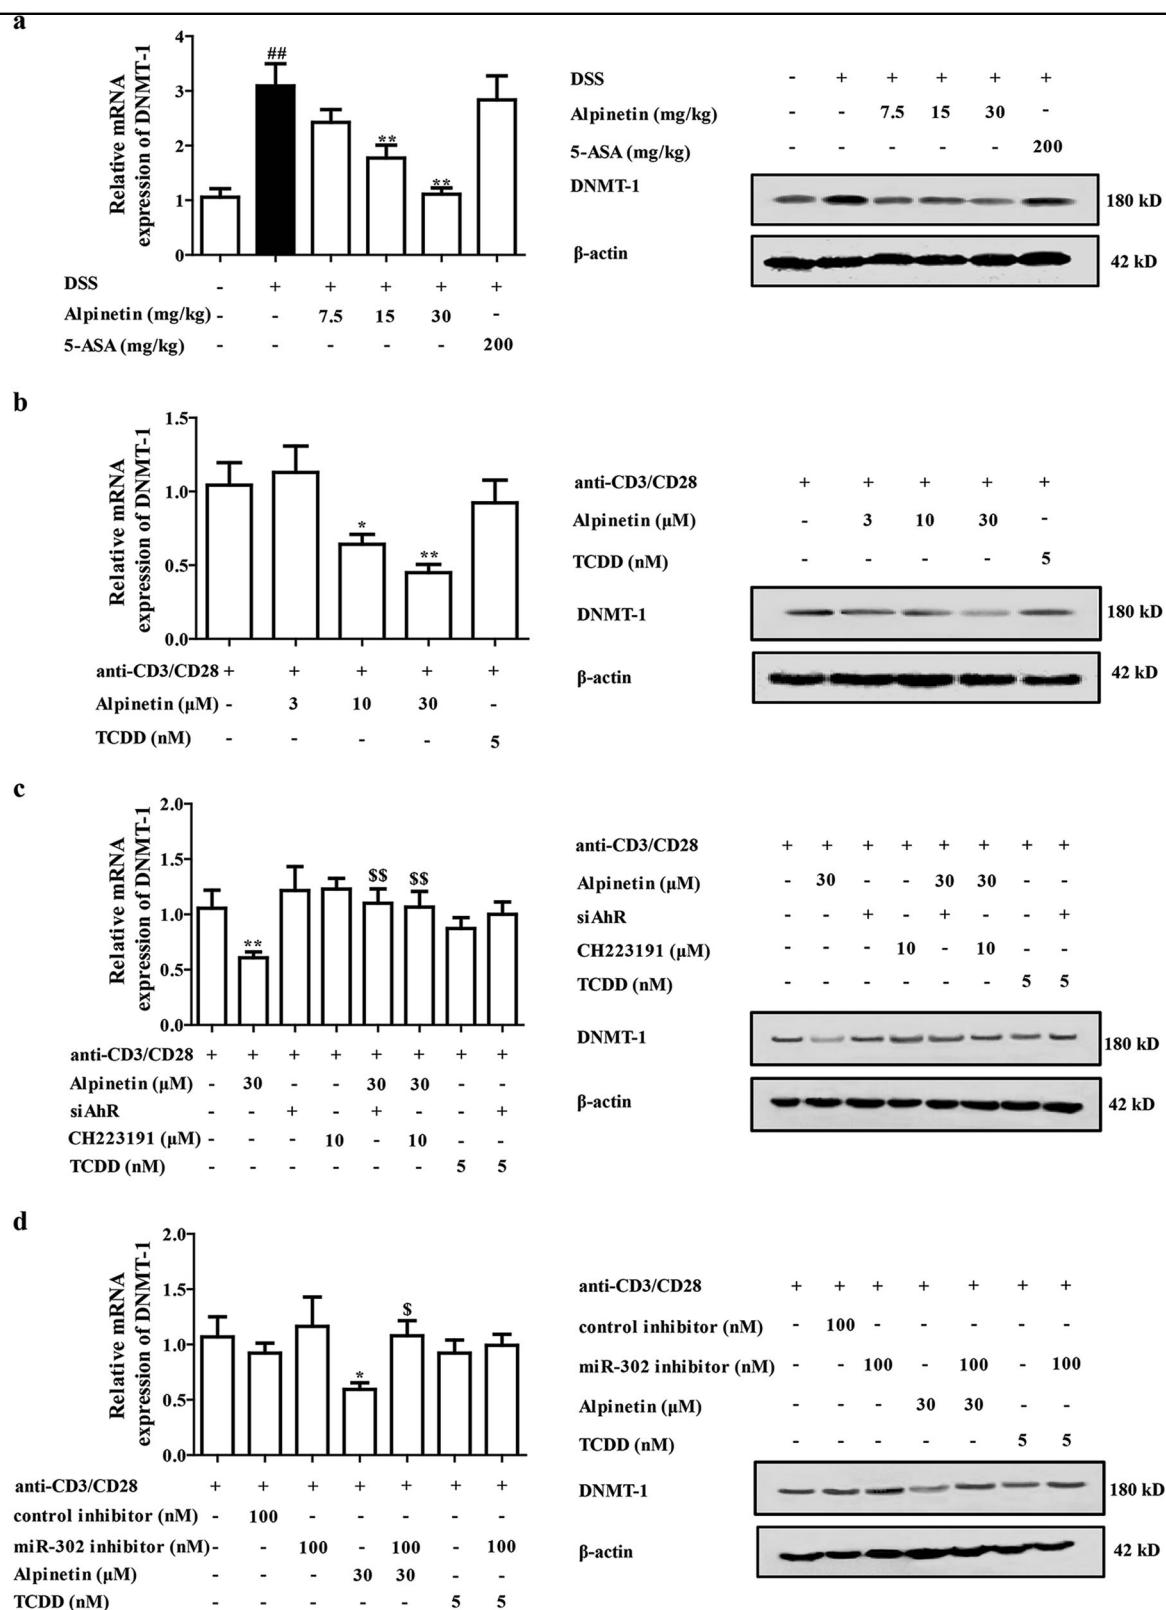 a
Relative mRNA
expression of DNMT-1
4
3
2
1
0
##
**
**
DSS - + + + + +
Alpinetin (mg/kg) - - 7.5 15 30 -
5-ASA (mg/kg) - - - - - 200
DSS - + + + + +
Alpinetin (mg/kg) - - 7.5 15 30 -
5-ASA (mg/kg) - - - - - 200
DNMT-1 180 kD
β-actin 42 kD
b
Relative mRNA
expression of DNMT-1
1.5
1.0
0.5
0.0
*
**
anti-CD3/CD28 + + + + +
Alpinetin (μM) - 3 10 30 -
TCDD (nM) - - - - 5
anti-CD3/CD28 + + + + +
Alpinetin (μM) - 3 10 30 -
TCDD (nM) - - - - 5
DNMT-1 180 kD
β-actin 42 kD
c
Relative mRNA
expression of DNMT-1
2.0
1.5
1.0
0.5
0.0
**
$$
$$
anti-CD3/CD28 + + + + + + + +
Alpinetin (μM) - 30 - - 30 30 - -
siAhR - - + - + - - +
CH223191 (μM) - - - 10 - 10 - -
TCDD (nM) - - - - - - 5 5
anti-CD3/CD28 + + + + + + + +
Alpinetin (μM) - 30 - - 30 30 - -
siAhR - - + - + - - +
CH223191 (μM) - - - 10 - 10 - -
TCDD (nM) - - - - - - 5 5
DNMT-1 180 kD
β-actin 42 kD
d
Relative mRNA
expression of DNMT-1
2.0
1.5
1.0
0.5
0.0
*
$
anti-CD3/CD28 + + + + + + +
control inhibitor (nM) - 100 - - - - -
miR-302 inhibitor (nM) - - 100 - 100 - 100
Alpinetin (μM) - - - 30 30 - -
TCDD (nM) - - - - - 5 5
anti-CD3/CD28 + + + + + + +
control inhibitor (nM) - 100 - - - - -
miR-302 inhibitor (nM) - - 100 - 100 - 100
Alpinetin (μM) - - - 30 30 - -
TCDD (nM) - - - - - 5 5
DNMT-1 180 kD
β-actin 42 kD